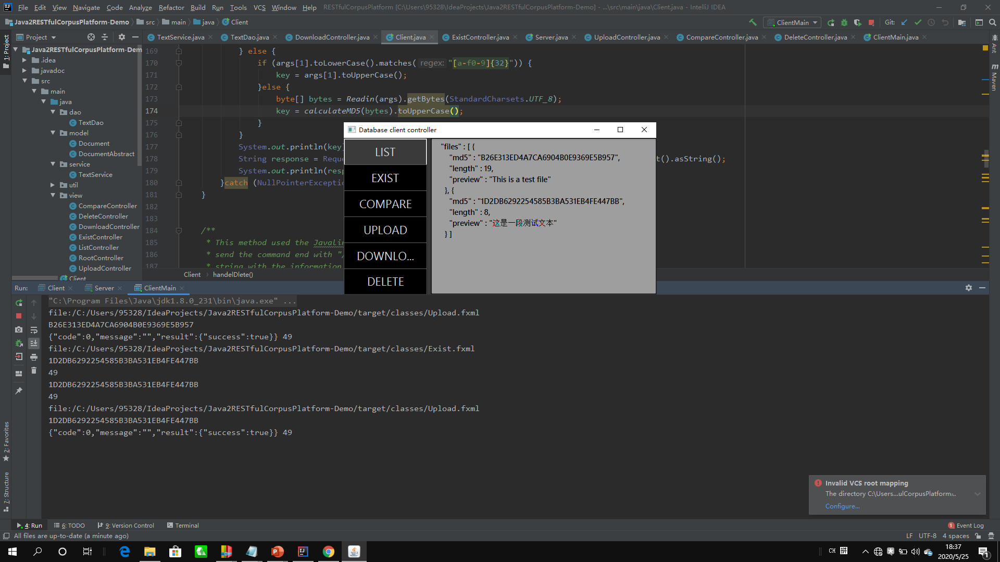 File Edit View Navigate Code Analyze Refactor Build Run Tools VCS Window Help RESTfulCorpusPlatform [C:\Users\95328\IdeaProjects\Java2RESTfulCorpusPlatform-Demo] - ...\src\main\java\Client.java - IntelliJ IDEA
Java2RESTfulCorpusPlatform-Demo src main java Client ClientMain Git:
Project TextService.java TextDao.java DownloadController.java Client.java ExistController.java Server.java UploadController.java CompareController.java DeleteController.java ClientMain.java
1: Project
Java2RESTfulCorpusPlatform-Dem
.idea
javadoc
src
main
java
dao
TextDao
model
Document
DocumentAbstract
service
TextService
util
view
CompareController
DeleteController
DownloadController
ExistController
ListController
RootController
UploadController
Client
169 } else {
170 if (args[1].toLowerCase().matches( regex: "[a-f0-9]{32}")) {
171 key = args[1].toUpperCase();
172 }else {
173 byte[] bytes = Readin(args).getBytes(StandardCharsets.UTF_8);
174 key = calculateMD5(bytes).toUpperCase();
175 }
176 }
177 System.out.println(key
178 String response = Reque t().asString();
179 System.out.println(resp
180 }catch (NullPointerExceptio
181 }
182
183
184 /**
185 * This method used the Javalin
186 * send the command end with "/
187 * string with the information
Client handelDlete()
Ant
Maven
Database client controller
LIST
EXIST
COMPARE
UPLOAD
DOWNLO...
DELETE
"files" : [ {
"md5" : "B26E313ED4A7CA6904B0E9369E5B957",
"length" : 19,
"preview" : "This is a test file"
}, {
"md5" : "1D2DB6292254585B3BA531EB4FE447BB",
"length" : 8,
"preview" : "这是一段测试文本"
} ]
Run: Client Server ClientMain
"C:\Program Files\Java\jdk1.8.0_231\bin\java.exe" ...
file:/C:/Users/95328/IdeaProjects/Java2RESTfulCorpusPlatform-Demo/target/classes/Upload.fxml
B26E313ED4A7CA6904B0E9369E5B957
{"code":0,"message":"","result":{"success":true}} 49
file:/C:/Users/95328/IdeaProjects/Java2RESTfulCorpusPlatform-Demo/target/classes/Exist.fxml
1D2DB6292254585B3BA531EB4FE447BB
49
1D2DB6292254585B3BA531EB4FE447BB
49
file:/C:/Users/95328/IdeaProjects/Java2RESTfulCorpusPlatform-Demo/target/classes/Upload.fxml
1D2DB6292254585B3BA531EB4FE447BB
{"code":0,"message":"","result":{"success":true}} 49
2: Favorites
7: Structure
Invalid VCS root mapping
The directory C:\Users...ulCorpusPlatform-..
Configure...
4: Run 6: TODO 9: Version Control Terminal 1 Event Log
All files are up-to-date (a minute ago) LF UTF-8 4 spaces
CH 拼 18:37
2020/5/25 1